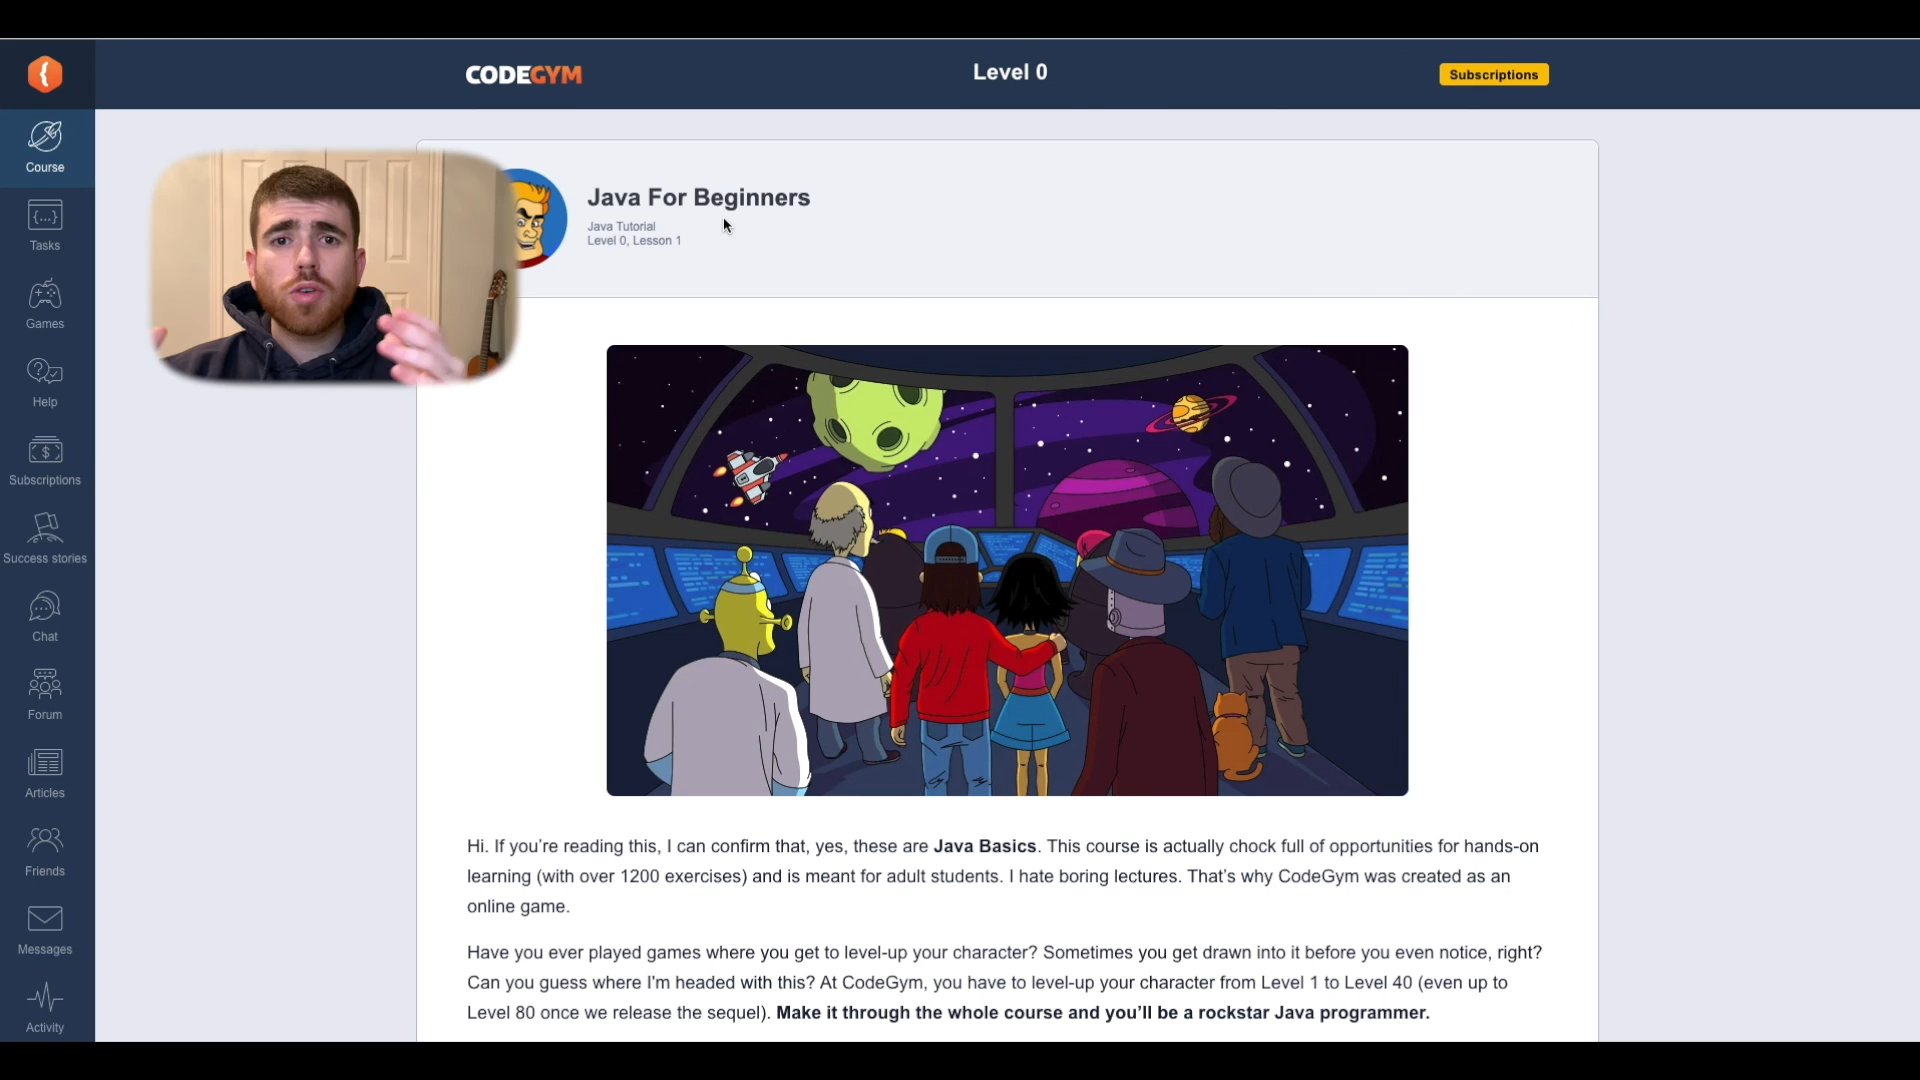 CODEGYM
Level 0
Subscriptions
Course
Tasks
Games
Help
Subscriptions
Success stories
Chat
Forum
Articles
Friends
Messages
Activity
Java For Beginners
Java Tutorial
Level 0, Lesson 1
Hi. If you're reading this, I can confirm that, yes, these are Java Basics. This course is actually chock full of opportunities for hands-on
learning (with over 1200 exercises) and is meant for adult students. I hate boring lectures. That's why CodeGym was created as an
online game.
Have you ever played games where you get to level-up your character? Sometimes you get drawn into it before you even notice, right?
Can you guess where I'm headed with this? At CodeGym, you have to level-up your character from Level 1 to Level 40 (even up to
Level 80 once we release the sequel). Make it through the whole course and you'll be a rockstar Java programmer.